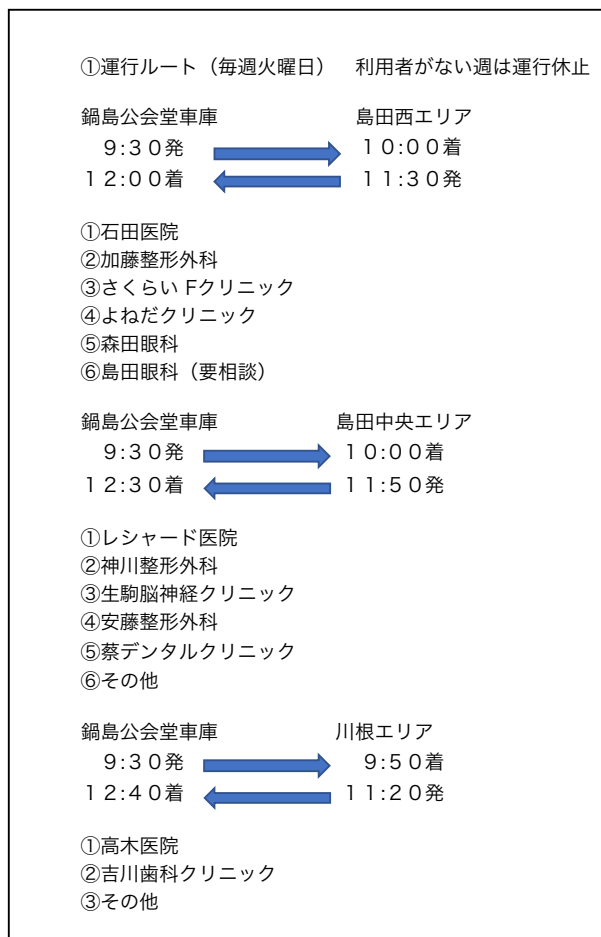 ①運行ルート（毎週火曜日）　利用者がない週は運行休止
鍋島公会堂車庫　島田西エリア
９:３０発　１０:００着
１２:００着　１１:３０発
①石田医院
②加藤整形外科
③さくらい Fクリニック
④よねだクリニック
⑤森田眼科
⑥島田眼科（要相談）
鍋島公会堂車庫　島田中央エリア
９:３０発　１０:００着
１２:３０着　１１:５０発
①レシャード医院
②神川整形外科
③生駒脳神経クリニック
④安藤整形外科
⑤蔡デンタルクリニック
⑥その他
鍋島公会堂車庫　川根エリア
９:３０発　９:５０着
１２:４０着　１１:２０発
①高木医院
②吉川歯科クリニック
③その他